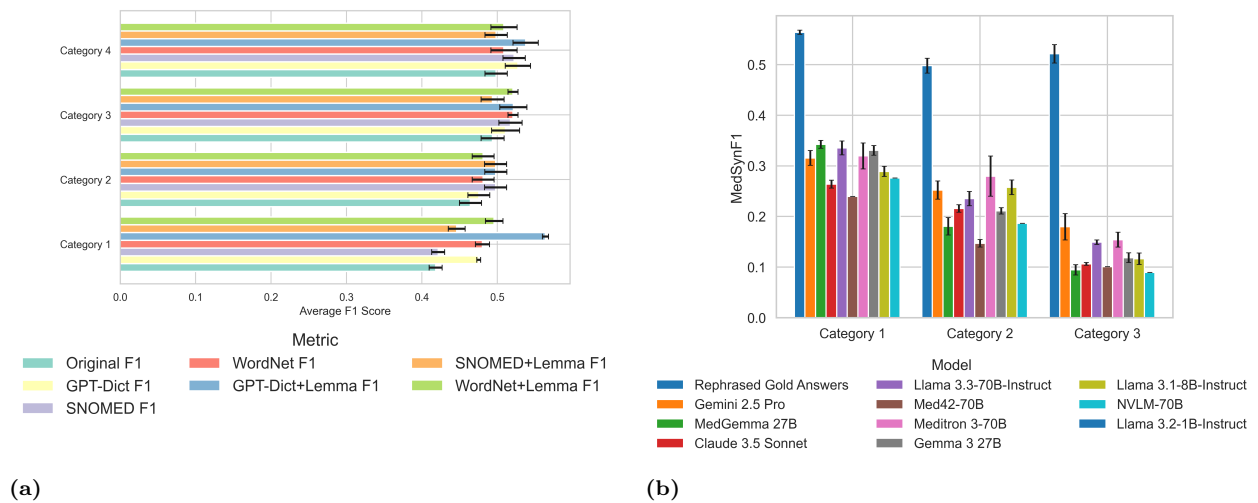 Category 4
Category 3
Category 2
Category 1
0.0 0.1 0.2 0.3 0.4 0.5
Average F1 Score
Metric
Original F1 WordNet F1 SNOMED+Lemma F1
GPT-Dict F1 GPT-Dict+Lemma F1 WordNet+Lemma F1
SNOMED F1
(a)
MedSynF1
0.5
0.4
0.3
0.2
0.1
0.0
Category 1 Category 2 Category 3
Model
Rephrased Gold Answers Llama 3.3-70B-Instruct Llama 3.1-8B-Instruct
Gemini 2.5 Pro Med42-70B NVLM-70B
MedGemma 27B Meditron 3-70B Llama 3.2-1B-Instruct
Claude 3.5 Sonnet Gemma 3 27B
(b)